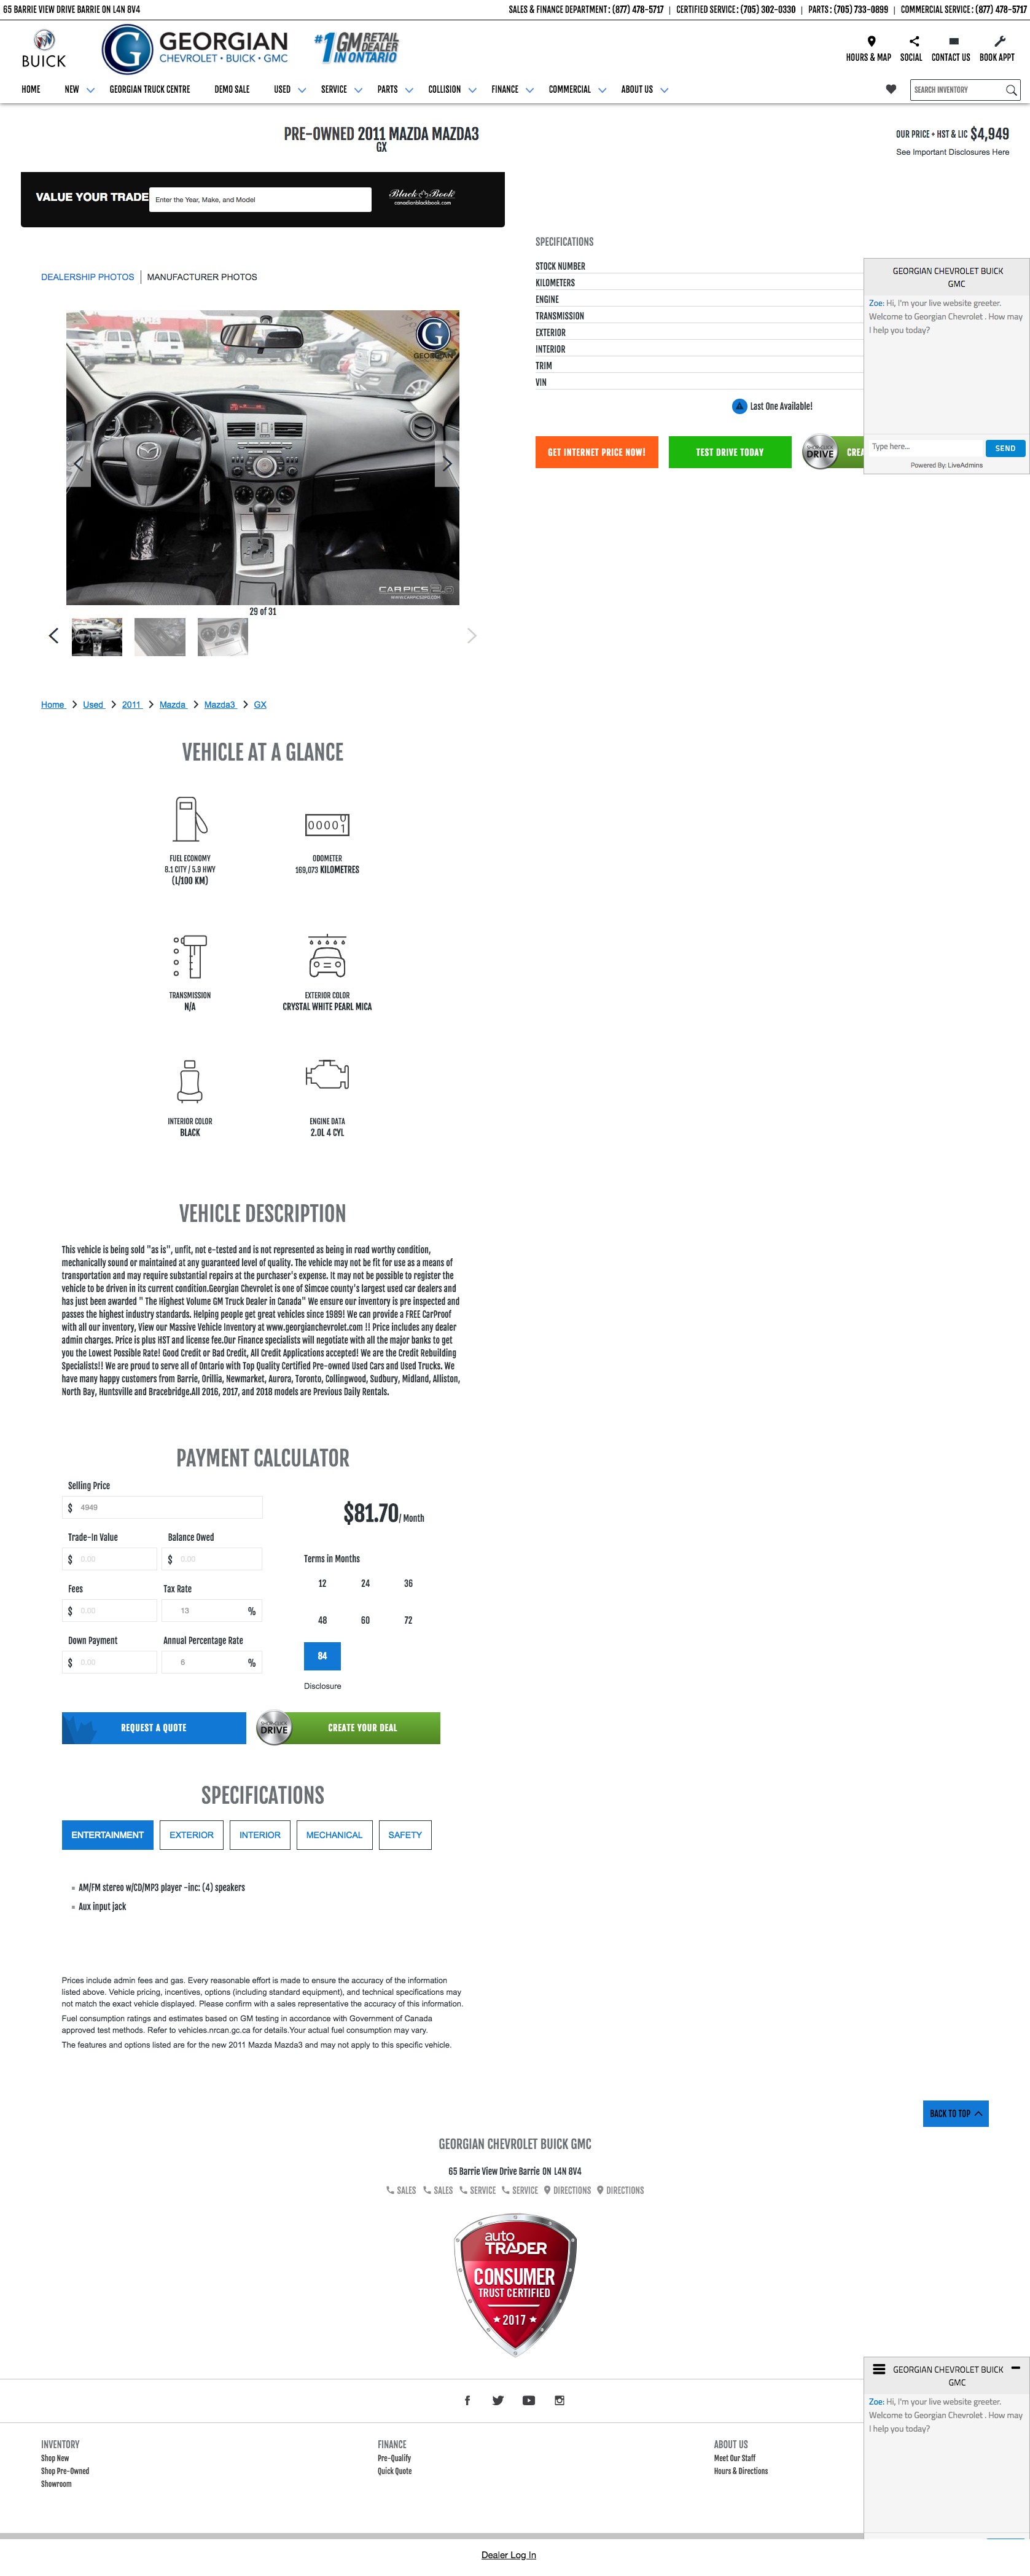 65 BARRIE VIEW DRIVE BARRIE ON L4N 8V4
SALES & FINANCE DEPARTMENT: (877) 478-5717 | CERTIFIED SERVICE: (705) 302-0330 | PARTS: (705) 733-0899 | COMMERCIAL SERVICE: (877) 478-5717
BUICK
GEORGIAN
CHEVROLET • BUICK • GMC
#1 GM RETAIL DEALER IN ONTARIO
HOURS & MAP SOCIAL CONTACT US BOOK APPT
HOME NEW GEORGIAN TRUCK CENTRE DEMO SALE USED SERVICE PARTS COLLISION FINANCE COMMERCIAL ABOUT US
SEARCH INVENTORY
PRE-OWNED 2011 MAZDA MAZDA3
GX
OUR PRICE + HST & LIC $4,949
See Important Disclosures Here
VALUE YOUR TRADE
Enter the Year, Make, and Model
Black Book
canadianblackbook.com
DEALERSHIP PHOTOS | MANUFACTURER PHOTOS
GEORGIAN
CARPICS2.0
29 of 31
SPECIFICATIONS
STOCK NUMBER
KILOMETERS
ENGINE
TRANSMISSION
EXTERIOR
INTERIOR
TRIM
VIN
Last One Available!
GET INTERNET PRICE NOW!
TEST DRIVE TODAY
DRIVE
CREA
GEORGIAN CHEVROLET BUICK
GMC
Zoe: Hi, I'm your live website greeter.
Welcome to Georgian Chevrolet . How may
I help you today?
Type here...
SEND
Powered By: LiveAdmins
Home > Used > 2011 > Mazda > Mazda3 > GX
VEHICLE AT A GLANCE
00001
0
FUEL ECONOMY
8.1 CITY / 5.9 HWY
(L/100 KM)
ODOMETER
169,073 KILOMETRES
TRANSMISSION
N/A
EXTERIOR COLOR
CRYSTAL WHITE PEARL MICA
INTERIOR COLOR
BLACK
ENGINE DATA
2.0L 4 CYL
VEHICLE DESCRIPTION
This vehicle is being sold "as is", unfit, not e-tested and is not represented as being in road worthy condition,
mechanically sound or maintained at any guaranteed level of quality. The vehicle may not be fit for use as a means of
transportation and may require substantial repairs at the purchaser's expense. It may not be possible to register the
vehicle to be driven in its current condition.Georgian Chevrolet is one of Simcoe county's largest used car dealers and
has just been awarded " The Highest Volume GM Truck Dealer in Canada" We ensure our inventory is pre inspected and
passes the highest industry standards. Helping people get great vehicles since 1989! We can provide a FREE CarProof
with all our inventory, View our Massive Vehicle Inventory at www.georgianchevrolet.com !! Price includes any dealer
admin charges. Price is plus HST and license fee.Our Finance specialists will negotiate with all the major banks to get
you the Lowest Possible Rate! Good Credit or Bad Credit, All Credit Applications accepted! We are the Credit Rebuilding
Specialists!! We are proud to serve all of Ontario with Top Quality Certified Pre-owned Used Cars and Used Trucks. We
have many happy customers from Barrie, Orillia, Newmarket, Aurora, Toronto, Collingwood, Sudbury, Midland, Alliston,
North Bay, Huntsville and Bracebridge.All 2016, 2017, and 2018 models are Previous Daily Rentals.
PAYMENT CALCULATOR
Selling Price
$ 4949
Trade-In Value Balance Owed
$ 0.00 $ 0.00
Fees Tax Rate
$ 0.00 13 %
Down Payment Annual Percentage Rate
$ 0.00 6 %
$81.70 / Month
Terms in Months
12 24 36
48 60 72
84
Disclosure
REQUEST A QUOTE
DRIVE
CREATE YOUR DEAL
SPECIFICATIONS
ENTERTAINMENT EXTERIOR INTERIOR MECHANICAL SAFETY
AM/FM stereo w/CD/MP3 player -inc: (4) speakers
Aux input jack
Prices include admin fees and gas. Every reasonable effort is made to ensure the accuracy of the information
listed above. Vehicle pricing, incentives, options (including standard equipment), and technical specifications may
not match the exact vehicle displayed. Please confirm with a sales representative the accuracy of this information.
Fuel consumption ratings and estimates based on GM testing in accordance with Government of Canada
approved test methods. Refer to vehicles.nrcan.gc.ca for details.Your actual fuel consumption may vary.
The features and options listed are for the new 2011 Mazda Mazda3 and may not apply to this specific vehicle.
BACK TO TOP
GEORGIAN CHEVROLET BUICK GMC
65 Barrie View Drive Barrie ON L4N 8V4
SALES SALES SERVICE SERVICE DIRECTIONS DIRECTIONS
auto
TRADER
CONSUMER
TRUST CERTIFIED
★ 2017 ★
GEORGIAN CHEVROLET BUICK
GMC
Zoe: Hi, I'm your live website greeter.
Welcome to Georgian Chevrolet . How may
I help you today?
INVENTORY
Shop New
Shop Pre-Owned
Showroom
FINANCE
Pre-Qualify
Quick Quote
ABOUT US
Meet Our Staff
Hours & Directions
Dealer Log In